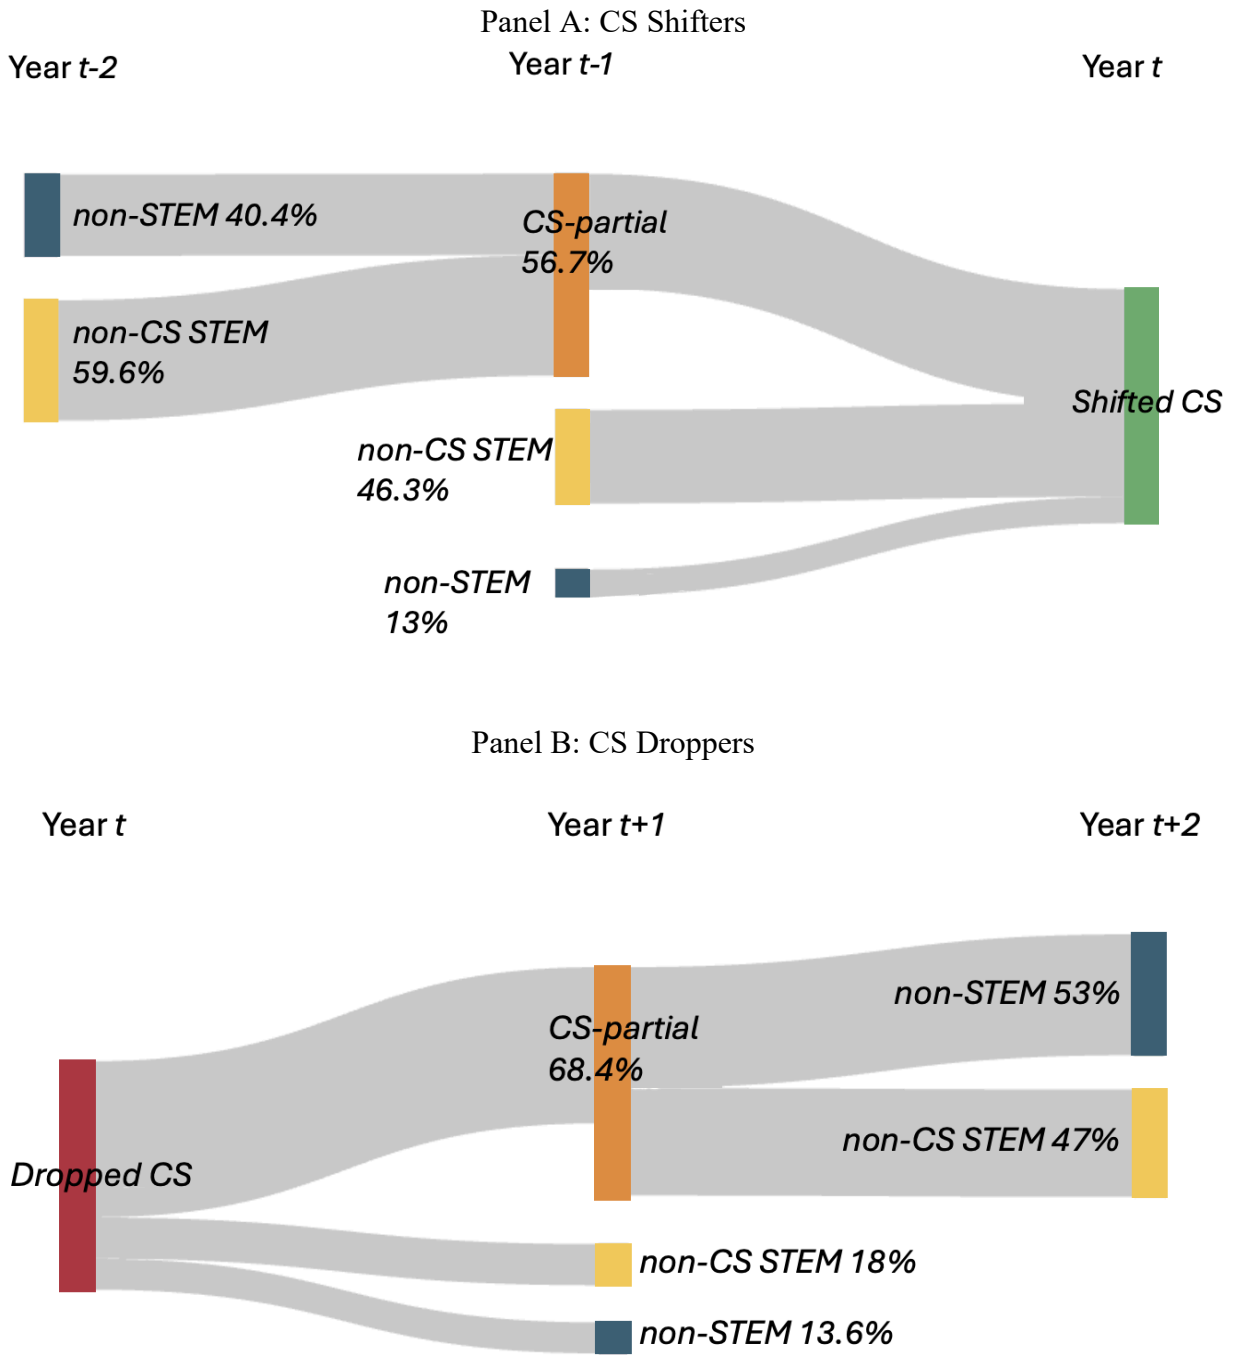 Panel A: CS Shifters
Year t-2
Year t-1
Year t
non-STEM 40.4%
CS-partial
56.7%
non-CS STEM
59.6%
Shifted CS
non-CS STEM
46.3%
non-STEM
13%
Panel B: CS Droppers
Year t
Year t+1
Year t+2
non-STEM 53%
CS-partial
68.4%
non-CS STEM 47%
Dropped CS
non-CS STEM 18%
non-STEM 13.6%